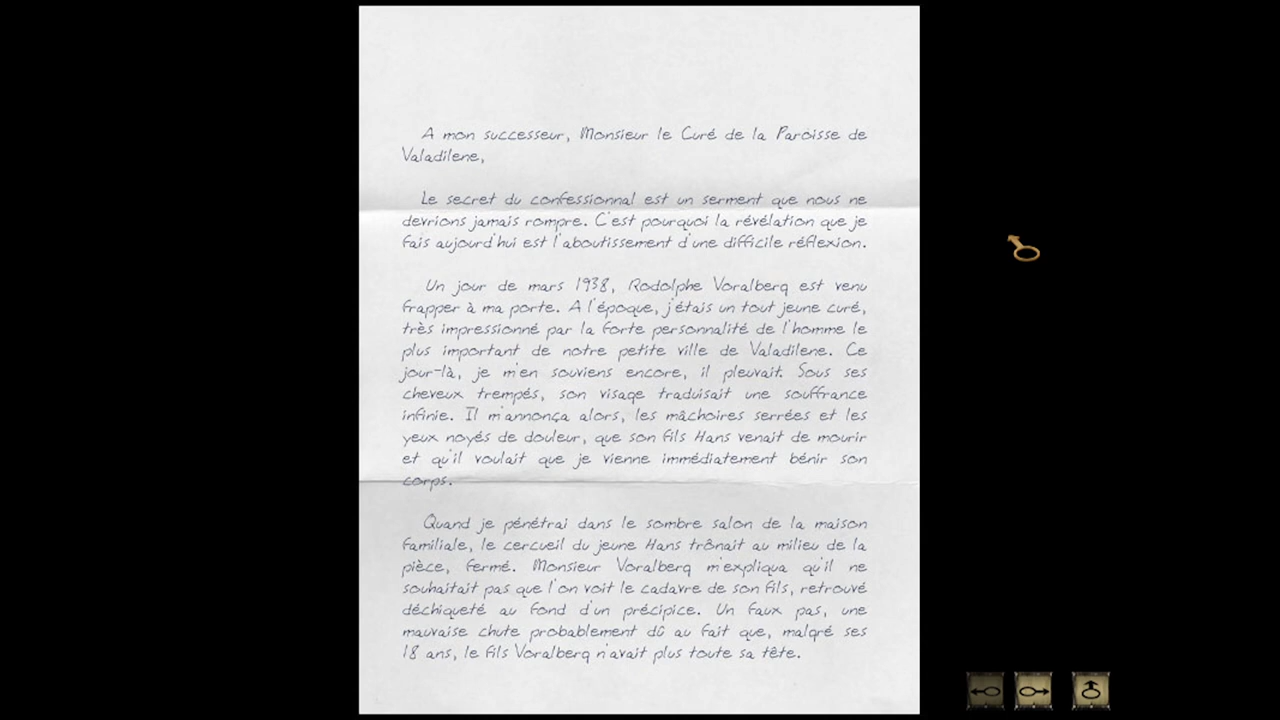 A mon successeur, Monsieur le Curé de la Paroisse de
Valadilene,
Le secret du confessionnal est un serment que nous ne
devrions jamais rompre. C'est pourquoi la révélation que je
fais aujourd'hui est l'aboutissement d'une difficile réflexion.
Un jour de mars 1938, Rodolphe Voralberg est venu
frapper à ma porte. A l'époque, j'étais un tout jeune curé,
très impressionné par la forte personnalité de l'homme le
plus important de notre petite ville de Valadilene. Ce
jour-là, je m'en souviens encore, il pleuvait. Sous ses
cheveux trempés, son visage traduisait une souffrance
infinie. Il m'annonça alors, les mâchoires serrées et les
yeux noyés de douleur, que son fils Hans venait de mourir
et qu'il voulait que je vienne immédiatement bénir son
corps.
Quand je pénétrai dans le sombre salon de la maison
familiale, le cercueil du jeune Hans trônait au milieu de la
pièce, fermé. Monsieur Voralberg m'expliqua qu'il ne
souhaitait pas que l'on voit le cadavre de son fils, retrouvé
déchiqueté au fond d'un précipice. Un faux pas, une
mauvaise chute probablement dû au fait que, malgré ses
18 ans, le fils Voralberg n'avait plus toute sa tête.